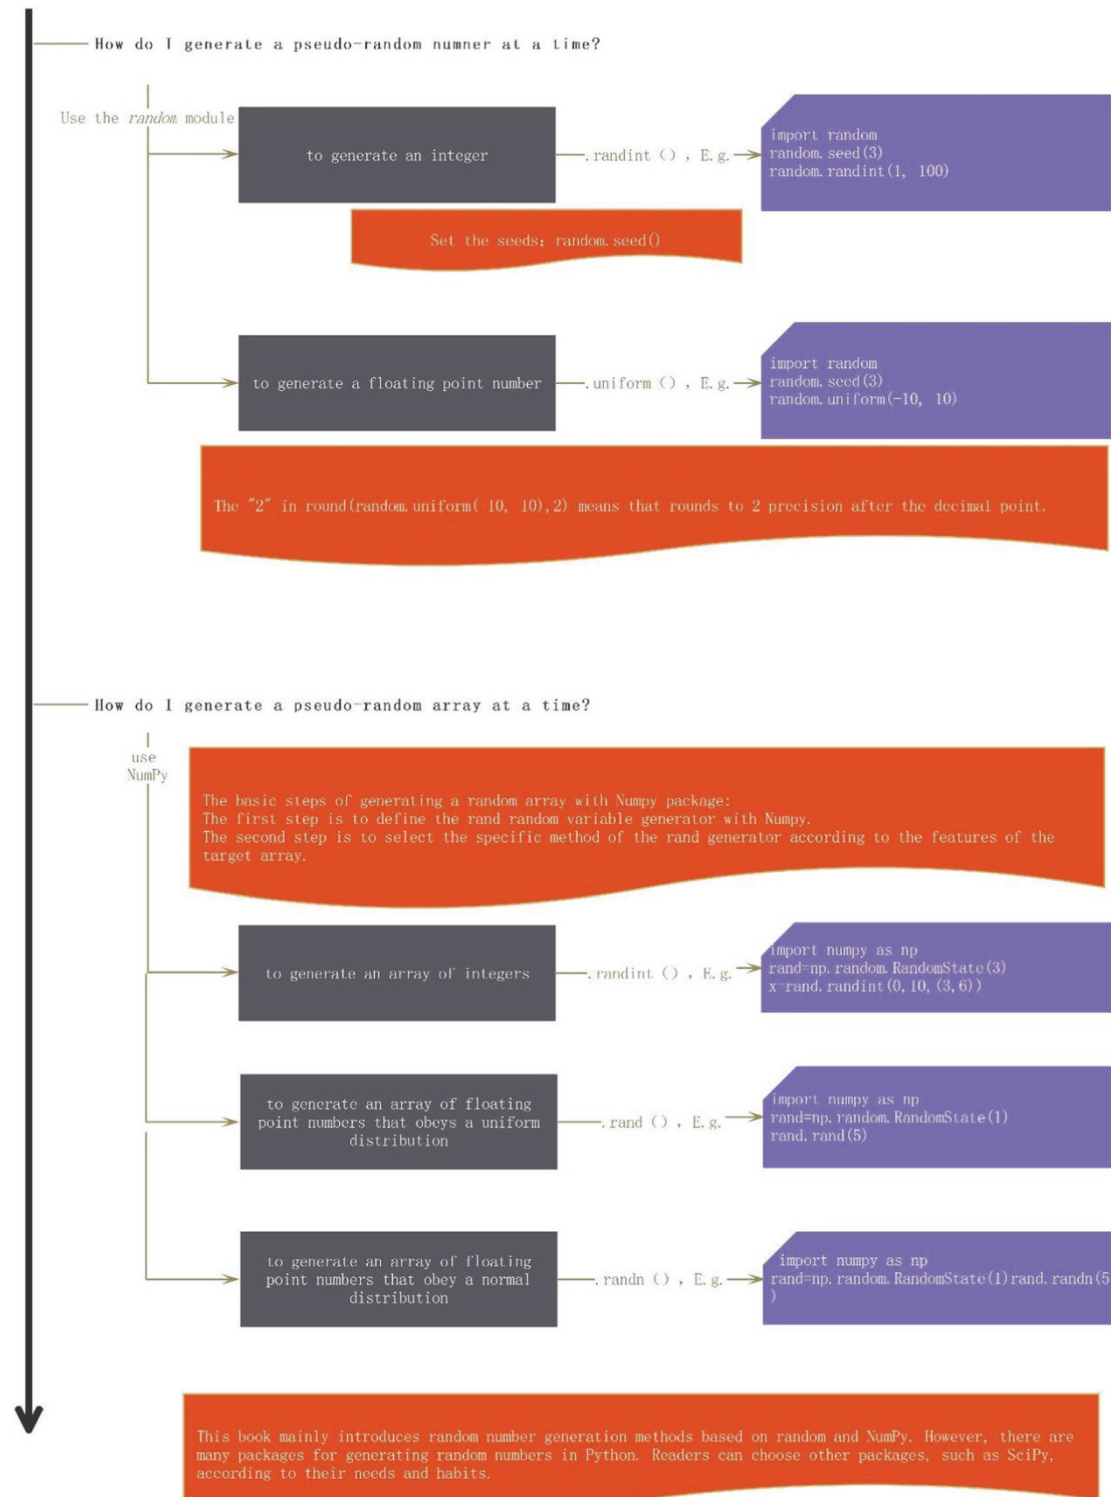 How do I generate a pseudo-random numner at a time?
Use the random module
to generate an integer
.randint () , E.g.
import random
random.seed(3)
random.randint(1, 100)
Set the seeds; random.seed()
to generate a floating point number
.uniform () , E.g.
import random
random.seed(3)
random.uniform(-10, 10)
The "2" in round(random.uniform(-10, 10),2) means that rounds to 2 precision after the decimal point.
How do I generate a pseudo-random array at a time?
use
NumPy
The basic steps of generating a random array with Numpy package:
The first step is to define the rand random variable generator with Numpy.
The second step is to select the specific method of the rand generator according to the features of the
target array.
to generate an array of integers
.randint () , E.g.
import numpy as np
rand=np.random.RandomState(3)
x=rand.randint(0,10,(3,6))
to generate an array of floating
point numbers that obeys a uniform
distribution
.rand () , E.g.
import numpy as np
rand=np.random.RandomState(1)
rand.rand(5)
to generate an array of floating
point numbers that obey a normal
distribution
.randn () , E.g.
import numpy as np
rand=np.random.RandomState(1)rand.randn(5
)
This book mainly introduces random number generation methods based on random and NumPy. However, there are
many packages for generating random numbers in Python. Readers can choose other packages, such as SciPy,
according to their needs and habits.